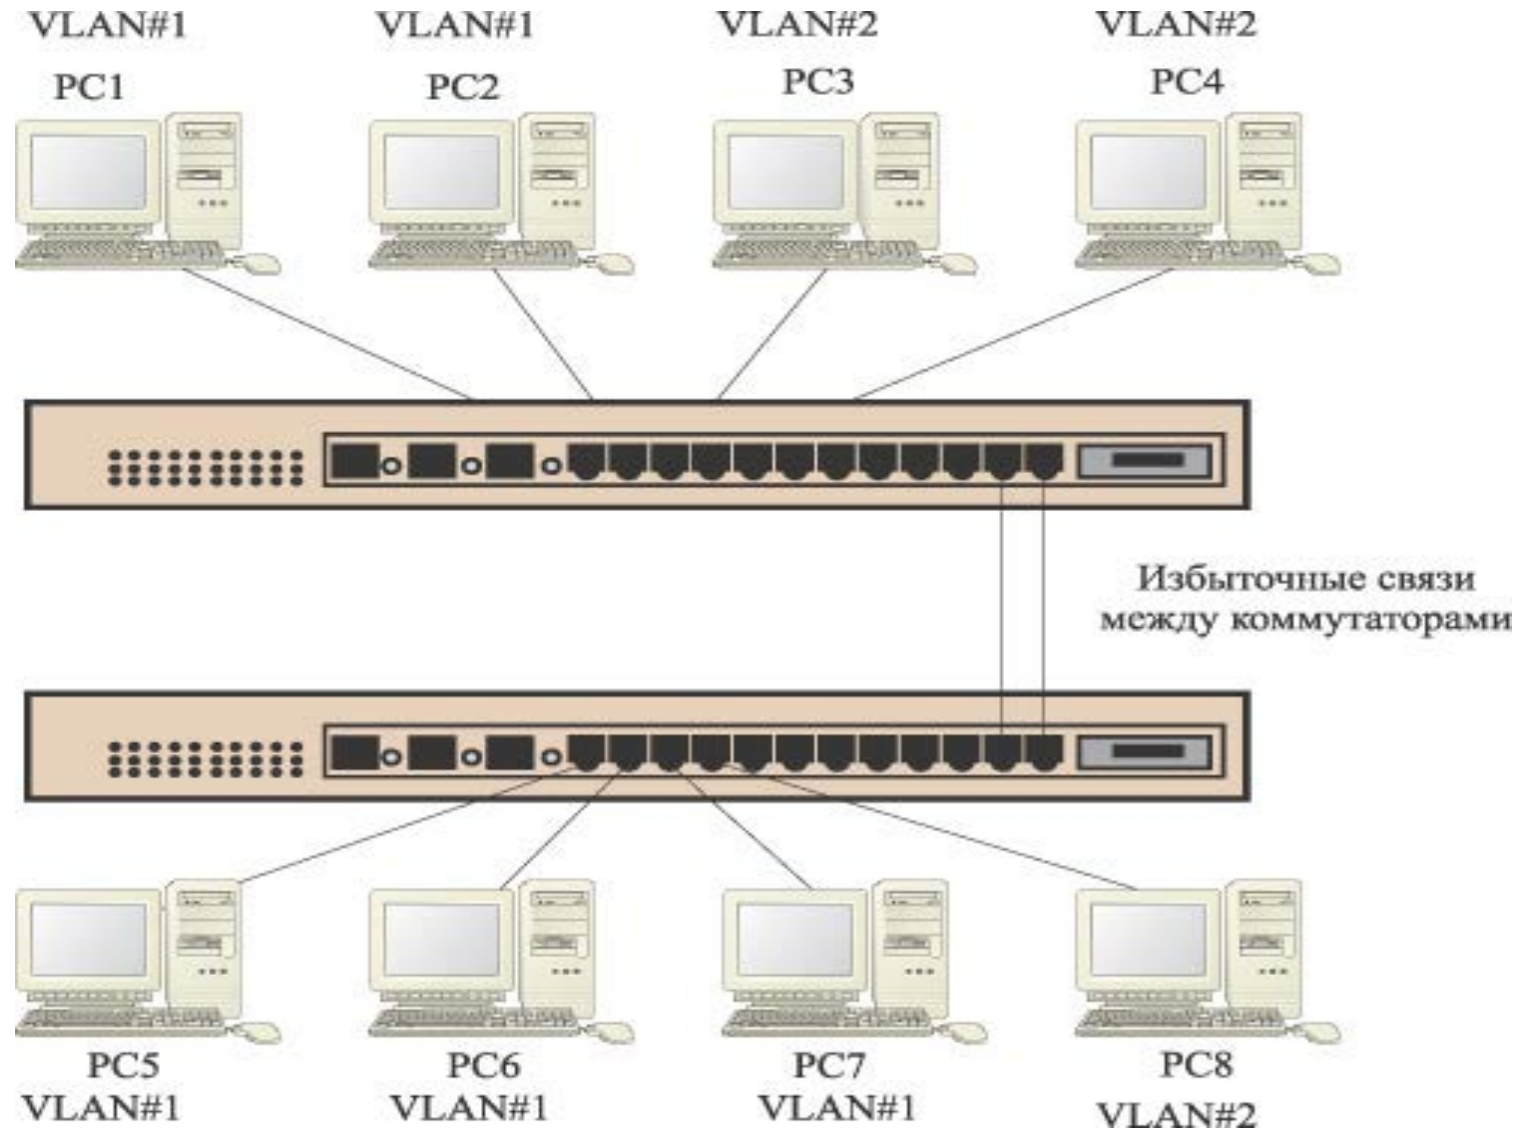 VLAN#1 VLAN#1 VLAN#2 VLAN#2
PC1 PC2 PC3 PC4
Избыточные связи
между коммутаторами
PC5 PC6 PC7 PC8
VLAN#1 VLAN#1 VLAN#1 VLAN#2